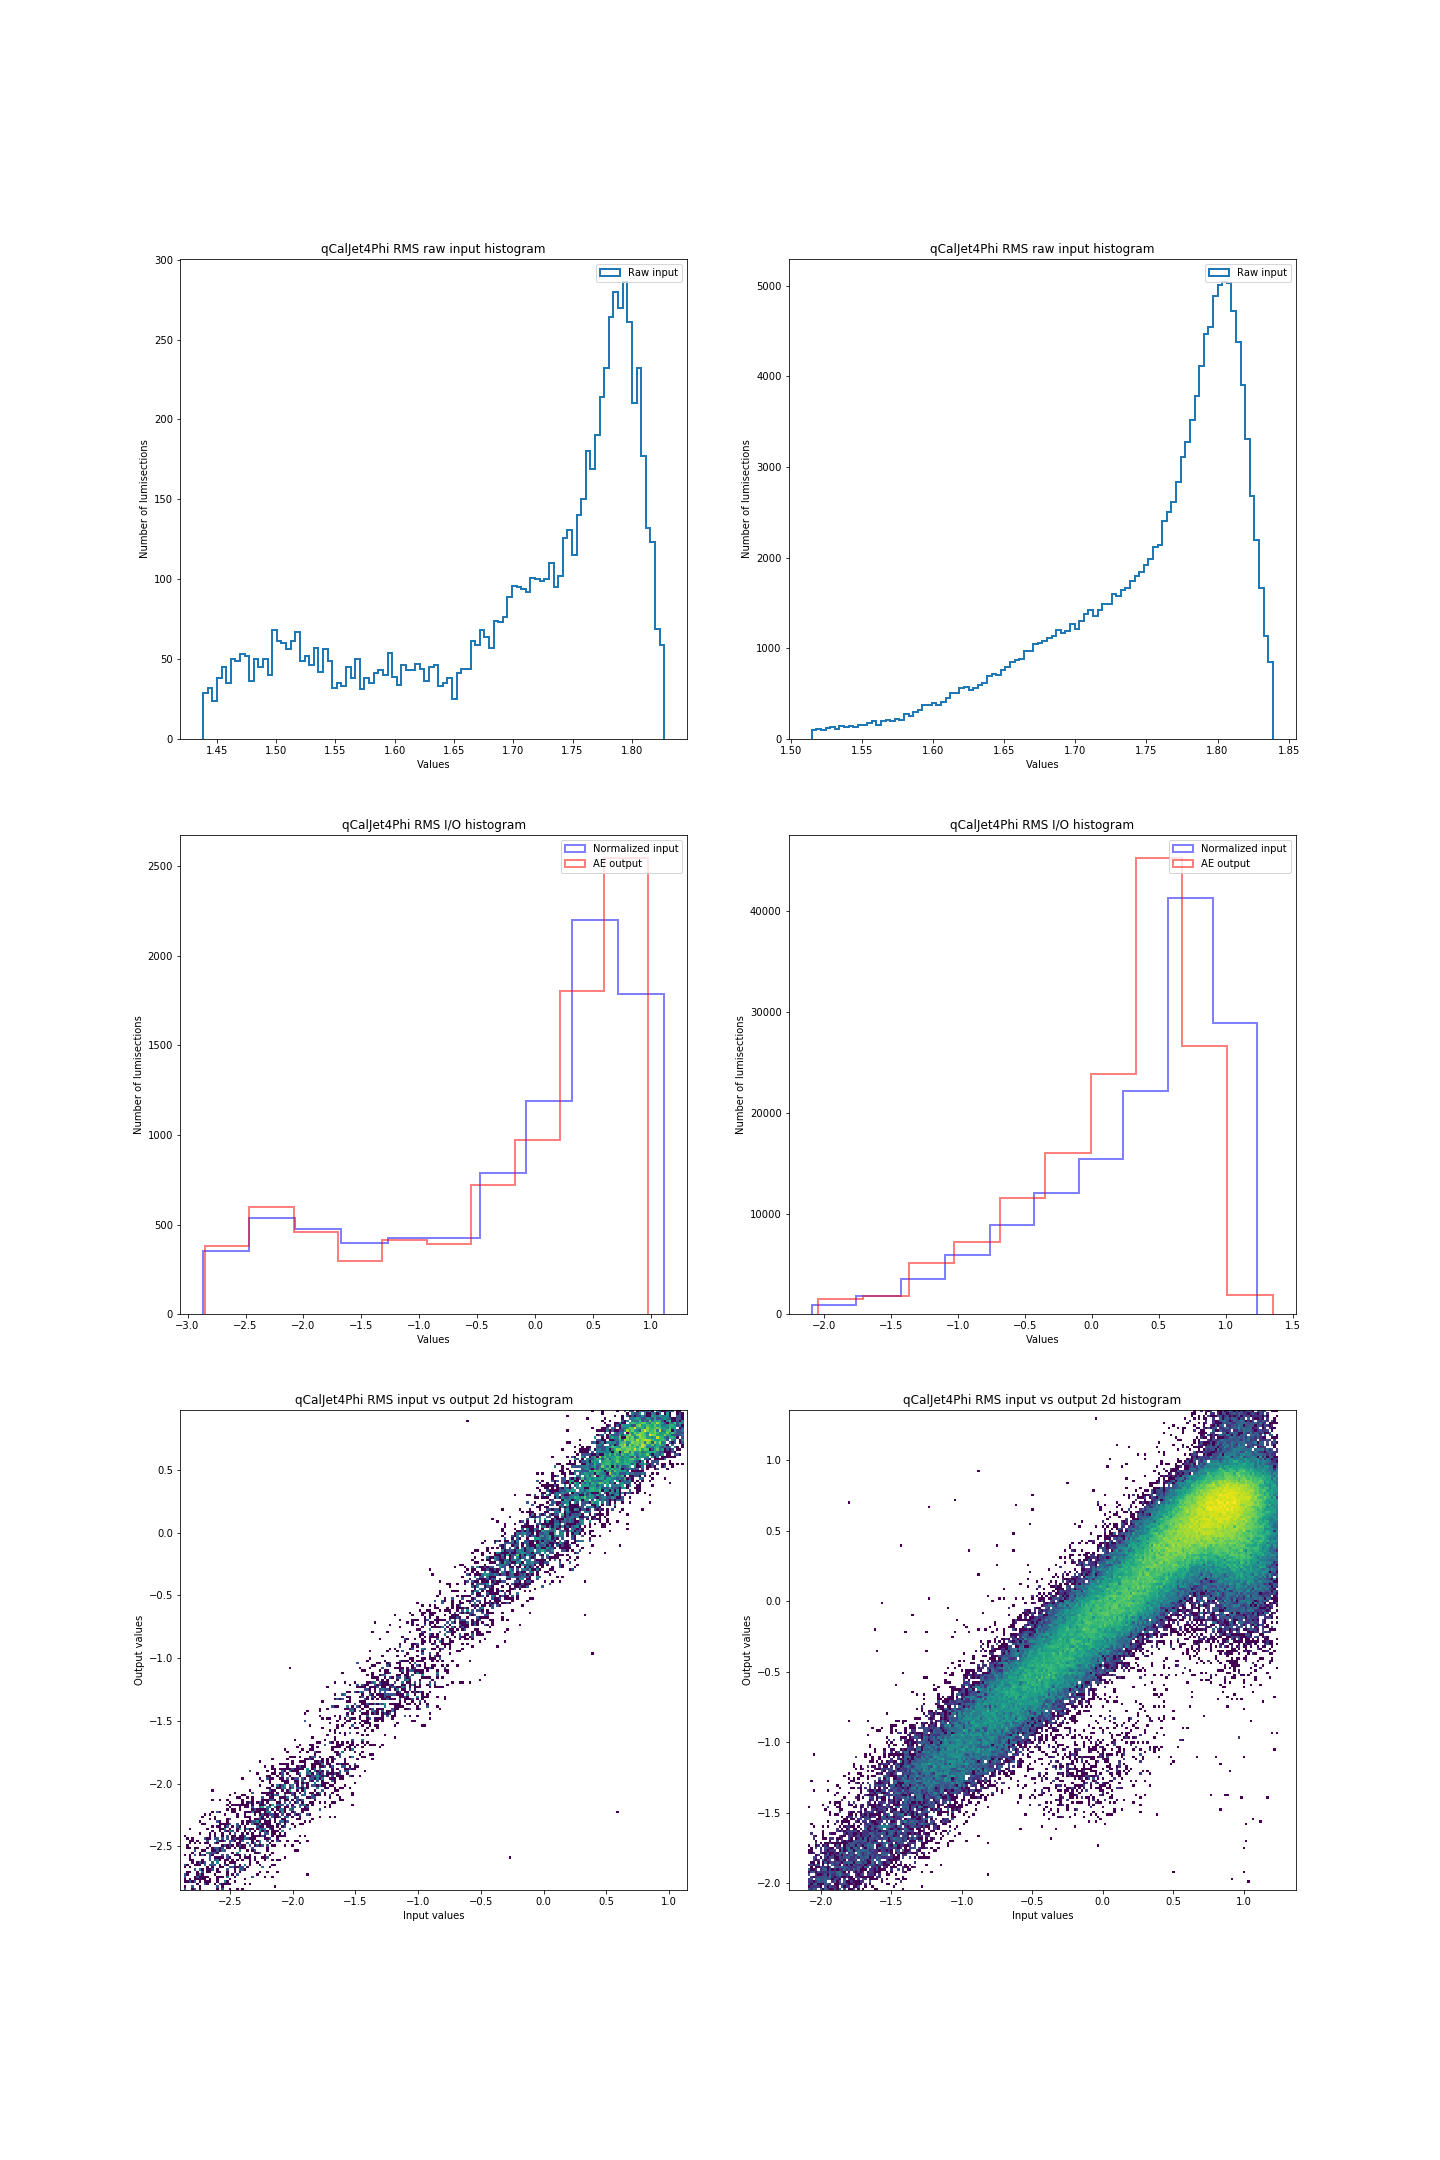 qCalJet4Phi RMS raw input histogram
Raw input
300
250
200
150
100
50
0
Number of lumisections
1.45 1.50 1.55 1.60 1.65 1.70 1.75 1.80
Values
qCalJet4Phi RMS raw input histogram
Raw input
5000
4000
3000
2000
1000
0
Number of lumisections
1.50 1.55 1.60 1.65 1.70 1.75 1.80 1.85
Values
qCalJet4Phi RMS I/O histogram
Normalized input
AE output
2500
2000
1500
1000
500
0
Number of lumisections
−3.0 −2.5 −2.0 −1.5 −1.0 −0.5 0.0 0.5 1.0
Values
qCalJet4Phi RMS I/O histogram
Normalized input
AE output
40000
30000
20000
10000
0
Number of lumisections
−2.0 −1.5 −1.0 −0.5 0.0 0.5 1.0 1.5
Values
qCalJet4Phi RMS input vs output 2d histogram
0.5
0.0
−0.5
−1.0
−1.5
−2.0
−2.5
Output values
−2.5 −2.0 −1.5 −1.0 −0.5 0.0 0.5 1.0
Input values
qCalJet4Phi RMS input vs output 2d histogram
1.0
0.5
0.0
−0.5
−1.0
−1.5
−2.0
Output values
−2.0 −1.5 −1.0 −0.5 0.0 0.5 1.0
Input values